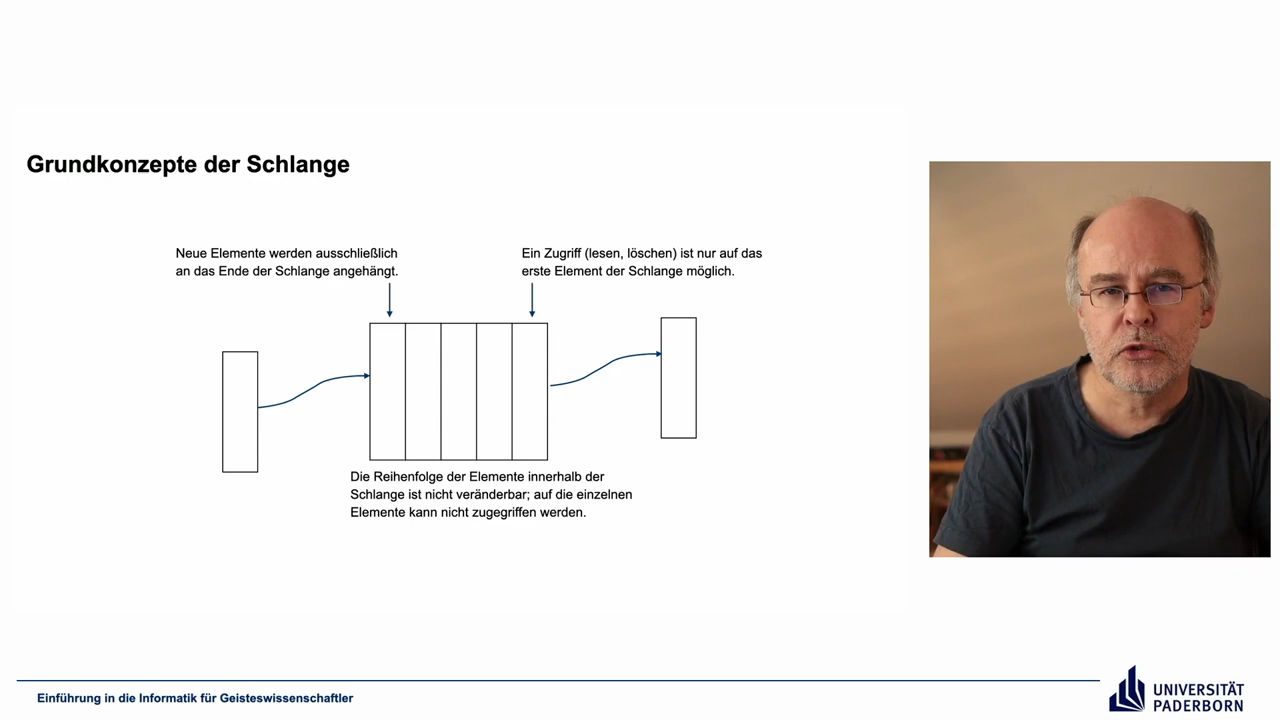 Grundkonzepte der Schlange
Neue Elemente werden ausschließlich
an das Ende der Schlange angehängt.
Ein Zugriff (lesen, löschen) ist nur auf das
erste Element der Schlange möglich.
Die Reihenfolge der Elemente innerhalb der
Schlange ist nicht veränderbar; auf die einzelnen
Elemente kann nicht zugegriffen werden.
Einführung in die Informatik für Geisteswissenschaftler
UNIVERSITÄT
PADERBORN